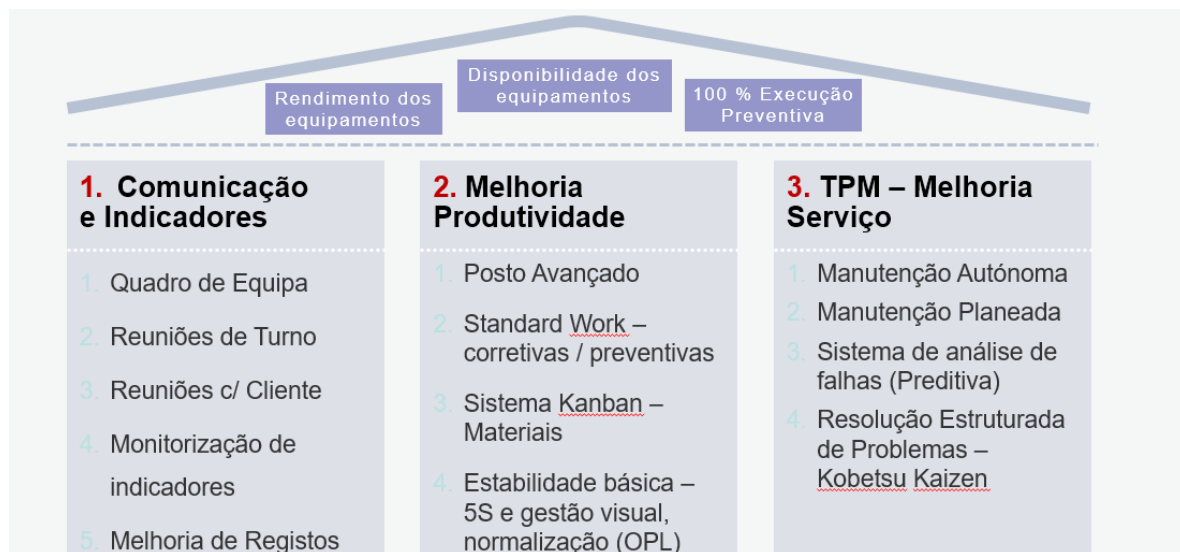 Rendimento dos
equipamentos
Disponibilidade dos
equipamentos
100 % Execução
Preventiva
1. Comunicação
e Indicadores
1. Quadro de Equipa
2. Reuniões de Turno
3. Reuniões c/ Cliente
4. Monitorização de
indicadores
5. Melhoria de Registos
2. Melhoria
Produtividade
1. Posto Avançado
2. Standard Work –
corretivas / preventivas
3. Sistema Kanban –
Materiais
4. Estabilidade básica –
5S e gestão visual,
normalização (OPL)
3. TPM – Melhoria
Serviço
1. Manutenção Autónoma
2. Manutenção Planeada
3. Sistema de análise de
falhas (Preditiva)
4. Resolução Estruturada
de Problemas –
Kobetsu Kaizen